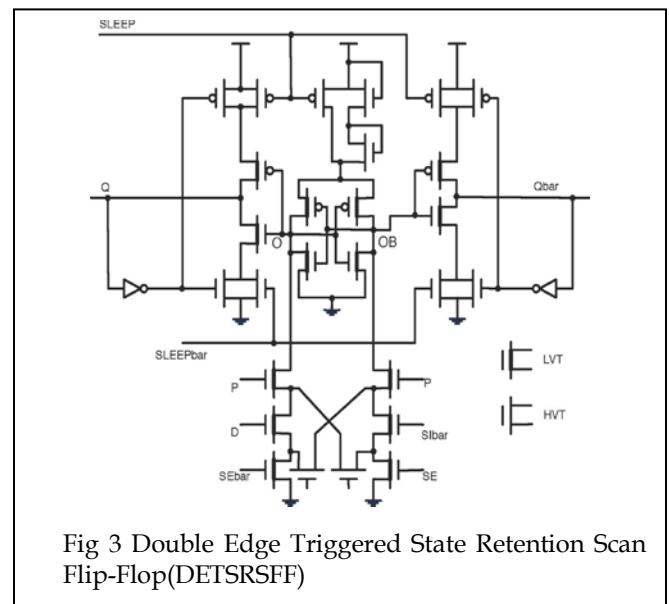 SLEEP
Q
Qbar
O
OB
SLEEPbar
LVT
HVT
P
P
D
SIbar
SEbar
SE
Fig 3 Double Edge Triggered State Retention Scan
Flip-Flop(DETSRSFF)